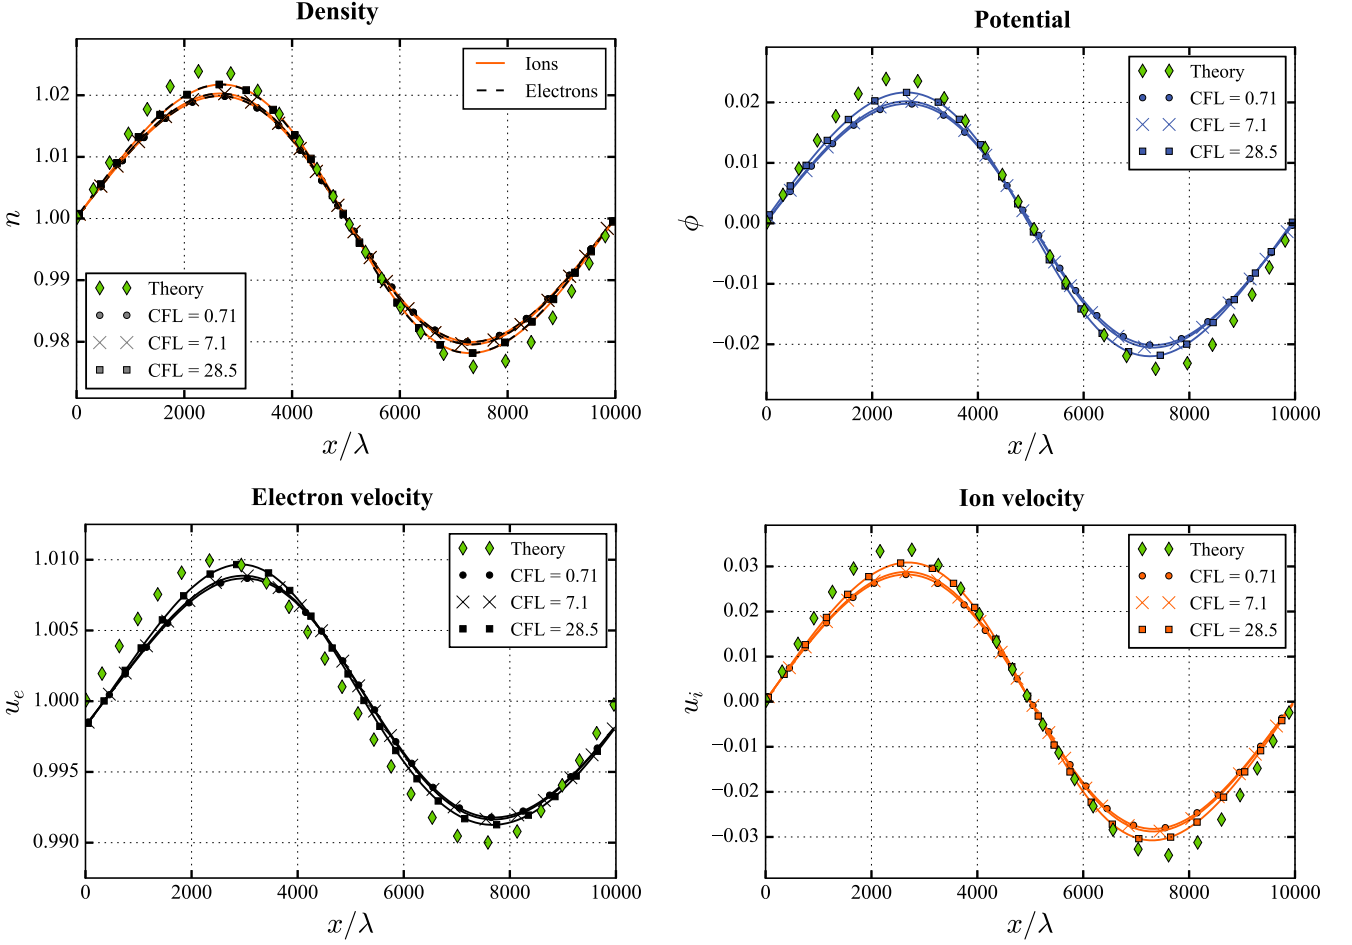 Density
n
1.02
1.01
1.00
0.99
0.98
Ions
Electrons
Theory
CFL = 0.71
CFL = 7.1
CFL = 28.5
0 2000 4000 6000 8000 10000
x/λ
Potential
ϕ
0.02
0.01
0.00
−0.01
−0.02
Theory
CFL = 0.71
CFL = 7.1
CFL = 28.5
0 2000 4000 6000 8000 10000
x/λ
Electron velocity
u_e
1.010
1.005
1.000
0.995
0.990
Theory
CFL = 0.71
CFL = 7.1
CFL = 28.5
0 2000 4000 6000 8000 10000
x/λ
Ion velocity
u_i
0.03
0.02
0.01
0.00
−0.01
−0.02
−0.03
Theory
CFL = 0.71
CFL = 7.1
CFL = 28.5
0 2000 4000 6000 8000 10000
x/λ